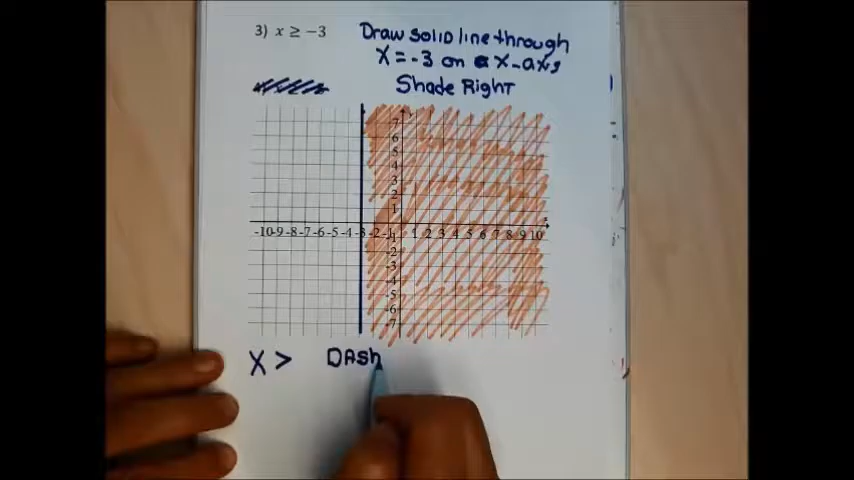 3) x ≥ −3
Draw solid line through
X = -3 on x-axis
Shade Right
7
6
5
4
3
2
1
-10 -9 -8 -7 -6 -5 -4 -3 -2 -1 1 2 3 4 5 6 7 8 9 10
-1
-2
-3
-4
-5
-6
-7
X > DASh